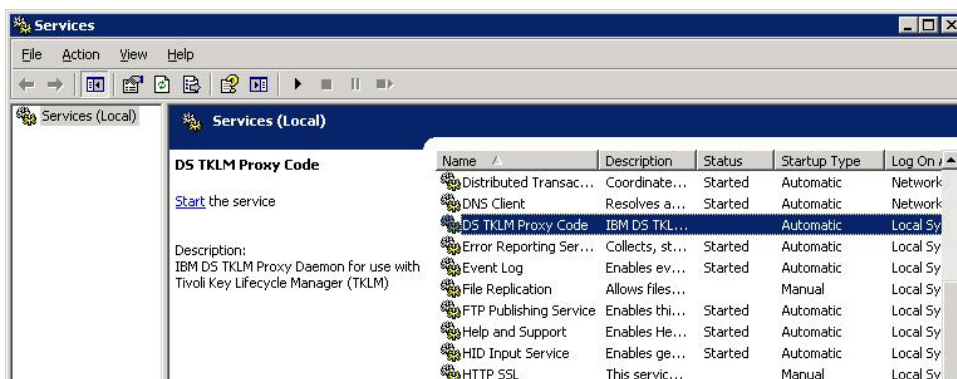 Services
File Action View Help
Services (Local)
Services (Local)
DS TKLM Proxy Code
Start the service
Description:
IBM DS TKLM Proxy Daemon for use with
Tivoli Key Lifecycle Manager (TKLM)
Name Description Status Startup Type Log On
Distributed Transac... Coordinate... Started Automatic Network
DNS Client Resolves a... Started Automatic Network
DS TKLM Proxy Code IBM DS TKL... Automatic Local Sy
Error Reporting Ser... Collects, st... Started Automatic Local Sy
Event Log Enables ev... Started Automatic Local Sy
File Replication Allows files... Manual Local Sy
FTP Publishing Service Enables thi... Started Automatic Local Sy
Help and Support Enables He... Started Automatic Local Sy
HID Input Service Enables ge... Started Automatic Local Sy
HTTP SSL This servic... Manual Local Sy